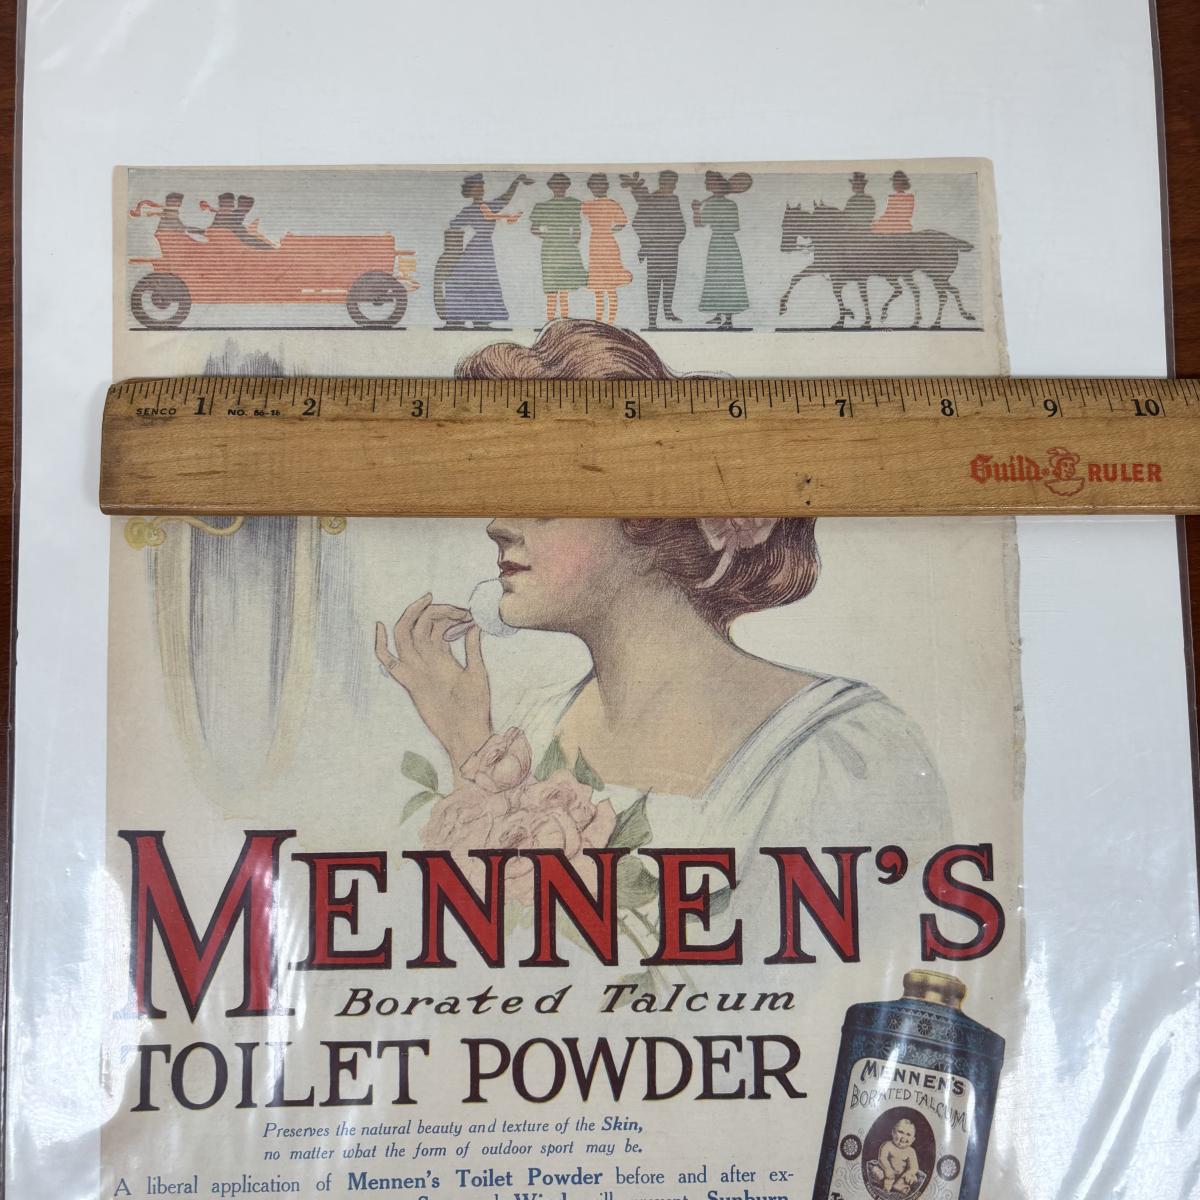 SENCO 1 NO. 86-18 2 3 4 5 6 7 8 9 10
Guild RULER
MENNEN'S
Borated Talcum
TOILET POWDER
MENNEN'S
BORATED TALCUM
Preserves the natural beauty and texture of the Skin,
no matter what the form of outdoor sport may be.
A liberal application of Mennen's Toilet Powder before and after ex-